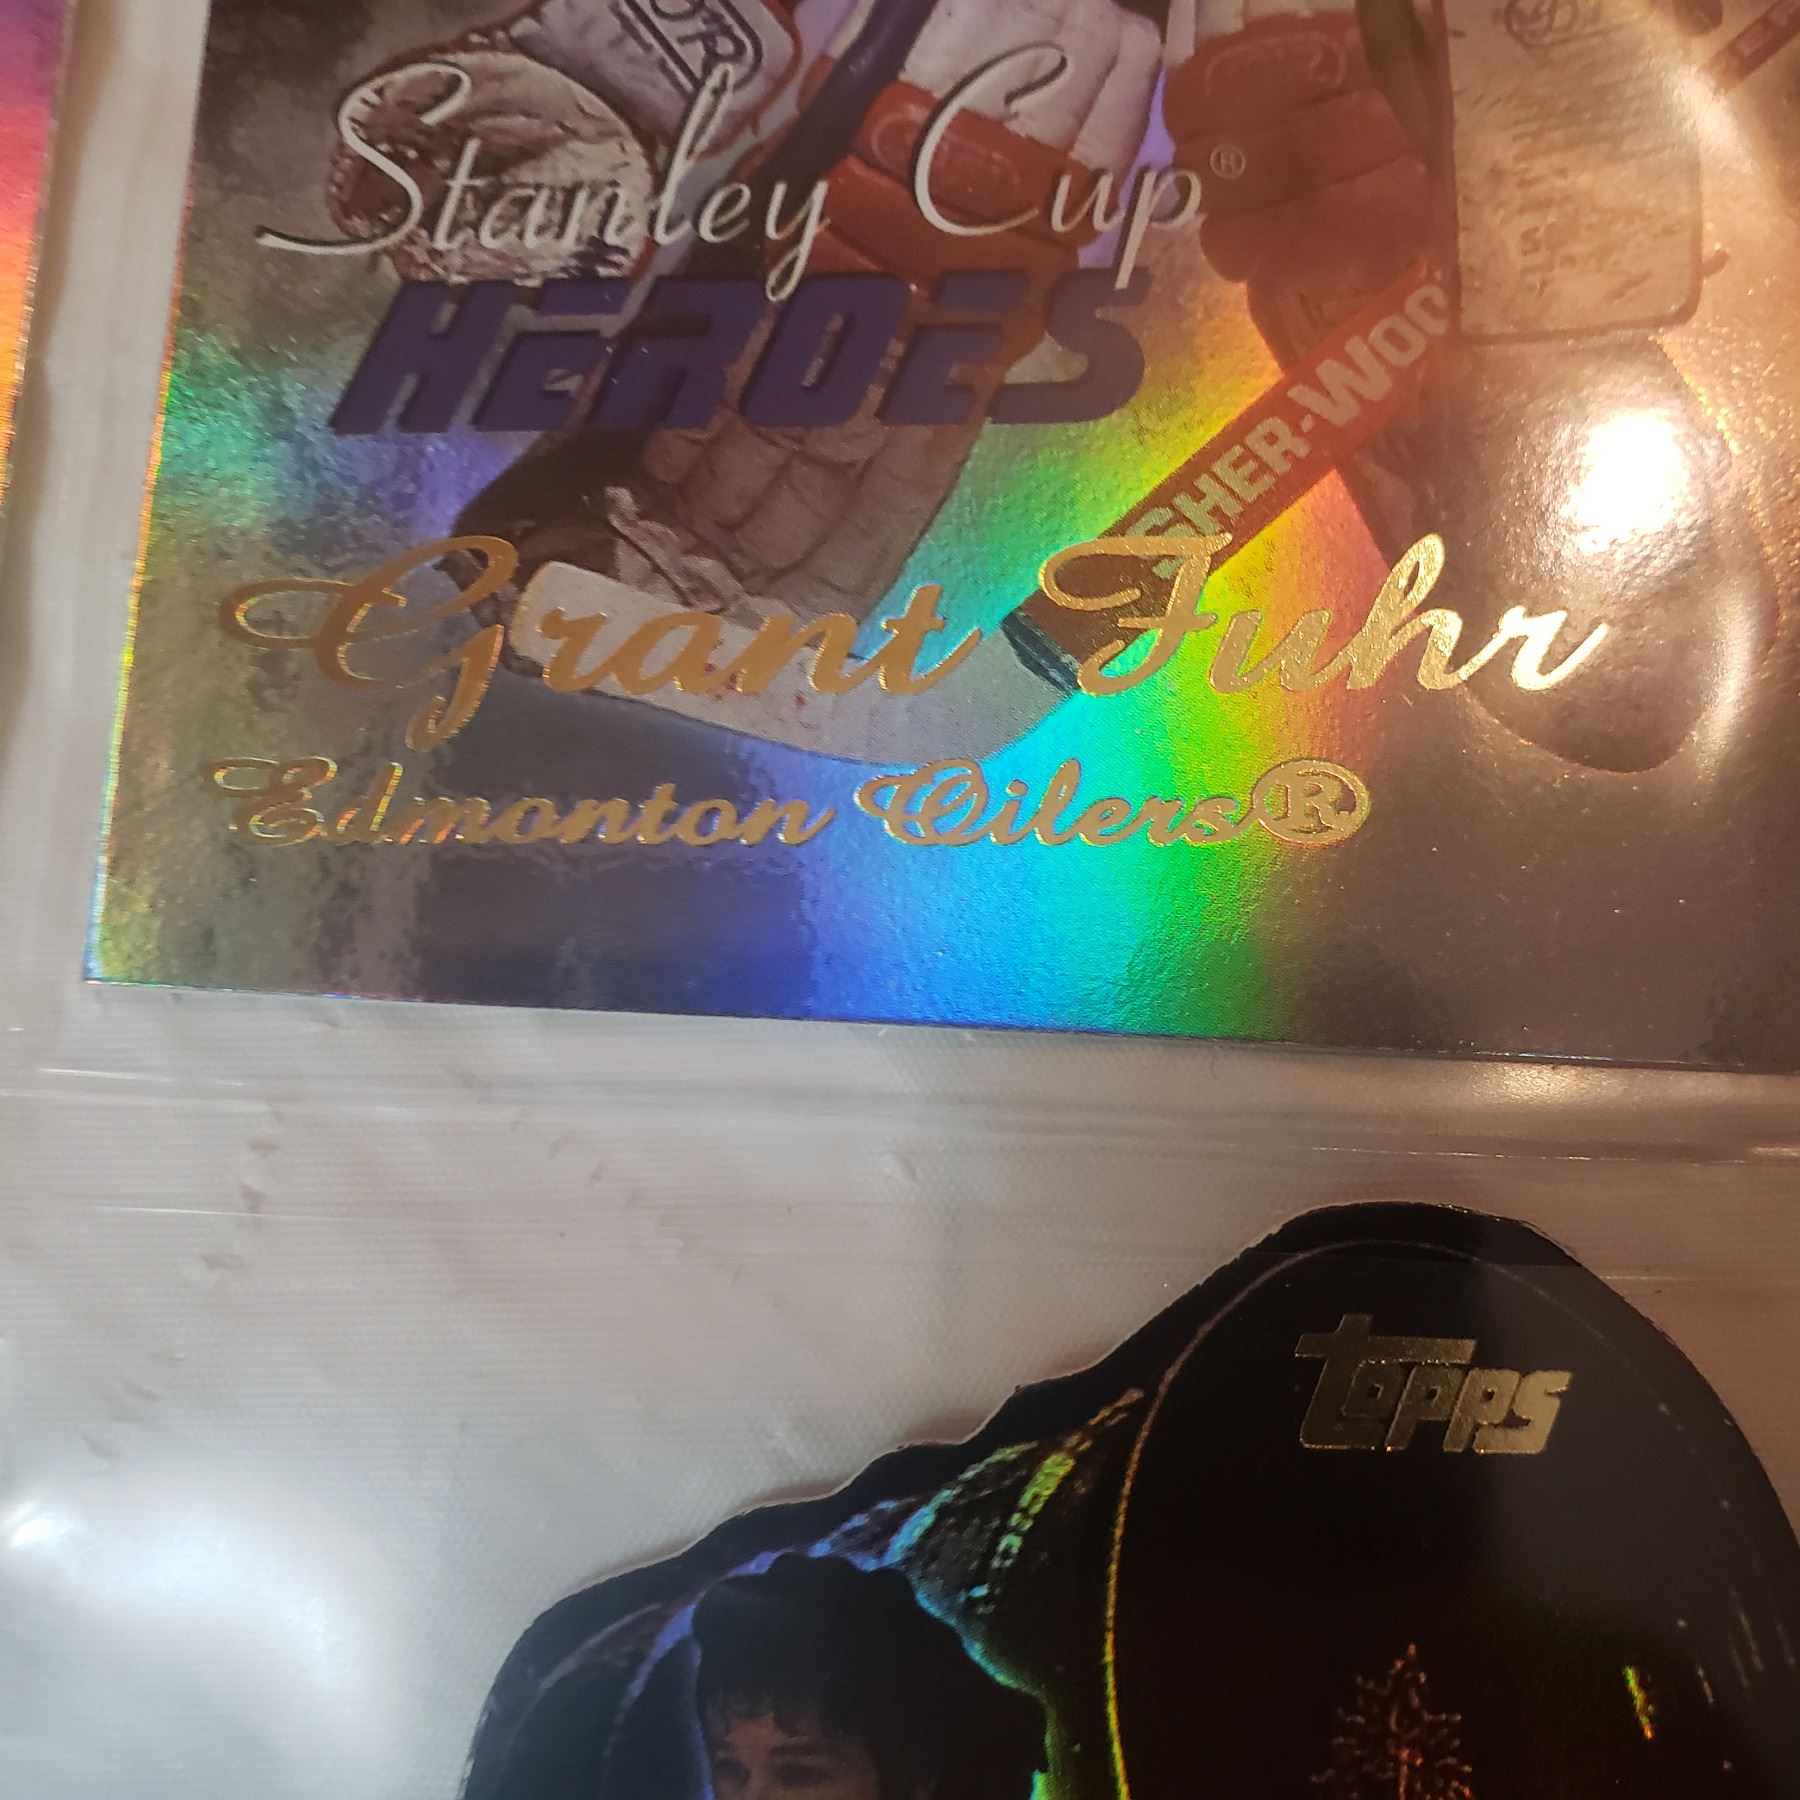 Stanley Cup®
HEROES
SHER-WOO
Grant Fuhr
Edmonton Oilers®
topps